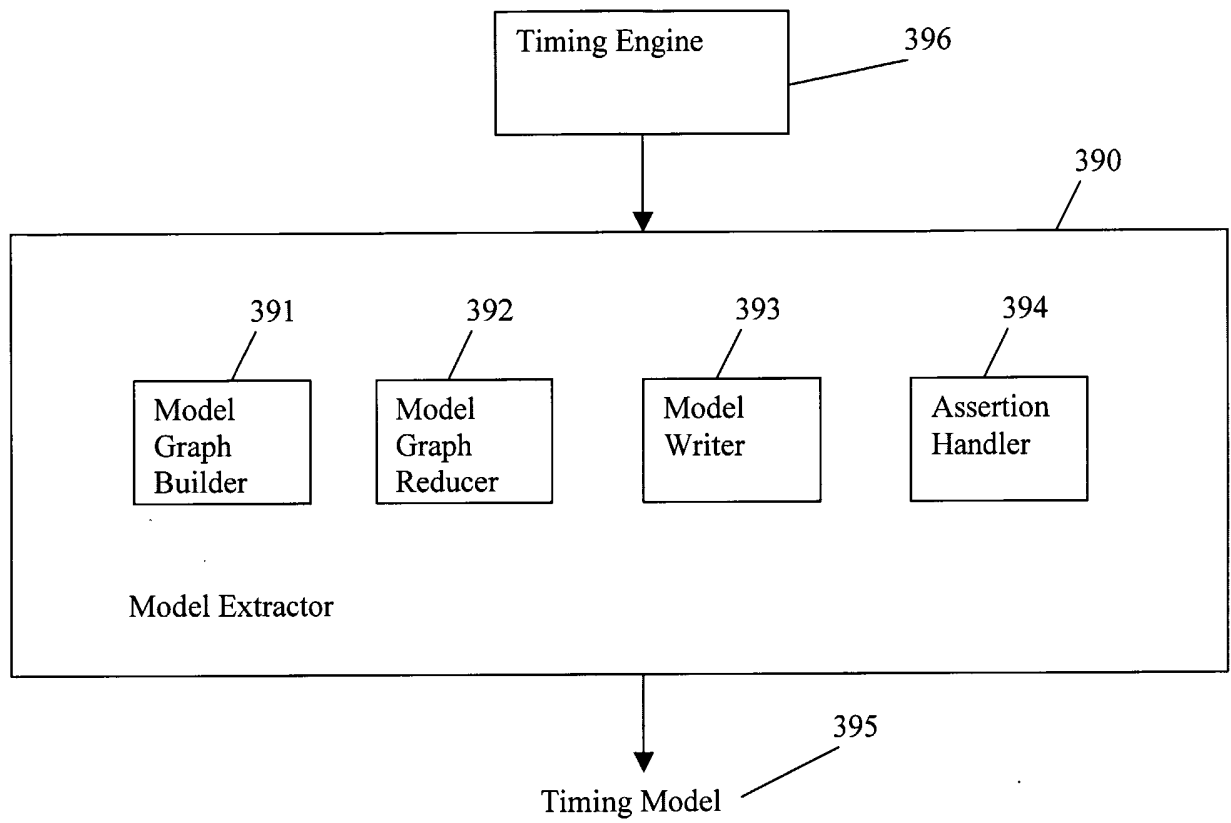 Timing Engine
396
390
391
392
393
394
Model
Graph
Builder
Model
Graph
Reducer
Model
Writer
Assertion
Handler
Model Extractor
395
Timing Model